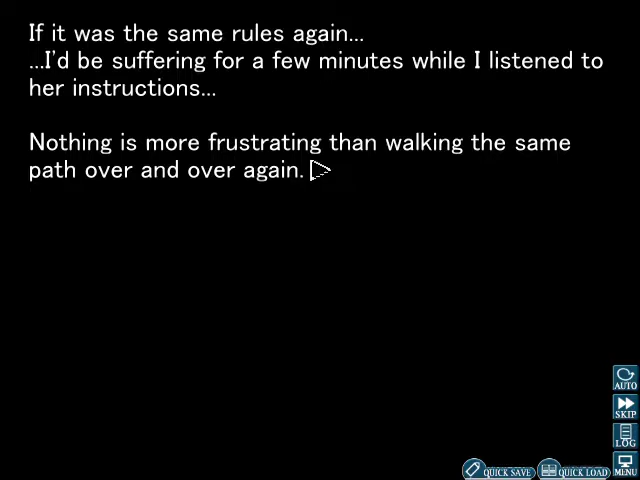 If it was the same rules again...
...I'd be suffering for a few minutes while I listened to
her instructions...
Nothing is more frustrating than walking the same
path over and over again.
AUTO
SKIP
LOG
MENU
QUICK SAVE
QUICK LOAD